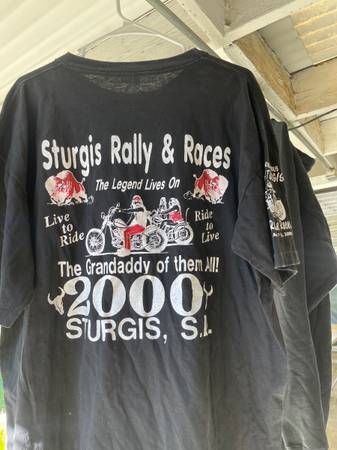 Sturgis Rally & Races
The Legend Lives On
Live
to
Ride
Ride
to
Live
The Grandaddy of them All!
2000
STURGIS, S.D.